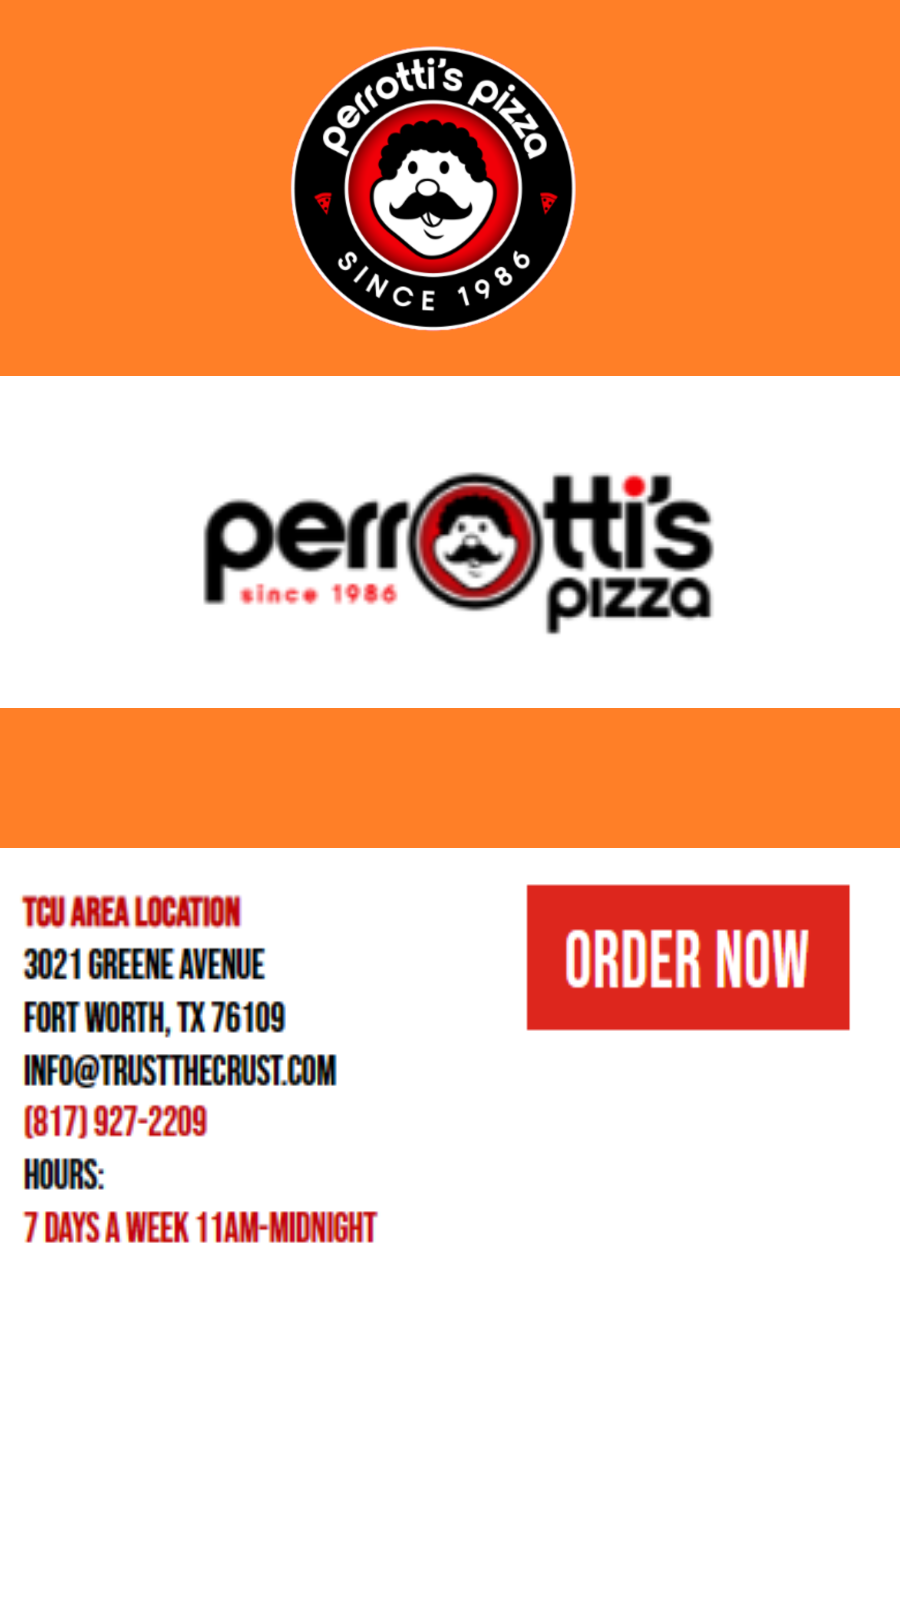 perrotti's pizza
SINCE 1986
perrotti's
since 1986
pizza
TCU AREA LOCATION
3021 GREENE AVENUE
FORT WORTH, TX 76109
INFO@TRUSTTHECRUST.COM
(817) 927-2209
HOURS:
7 DAYS A WEEK 11AM-MIDNIGHT
ORDER NOW